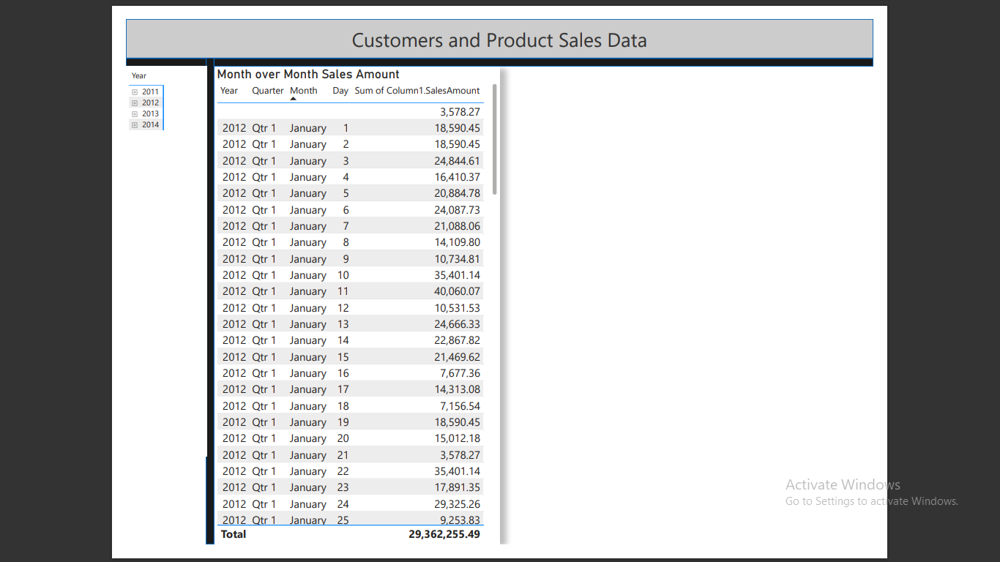 Customers and Product Sales Data
Year
2011
2012
2013
2014
Month over Month Sales Amount
Year Quarter Month Day Sum of Column1.SalesAmount
3,578.27
2012 Qtr 1 January 1 18,590.45
2012 Qtr 1 January 2 18,590.45
2012 Qtr 1 January 3 24,844.61
2012 Qtr 1 January 4 16,410.37
2012 Qtr 1 January 5 20,884.78
2012 Qtr 1 January 6 24,087.73
2012 Qtr 1 January 7 21,088.06
2012 Qtr 1 January 8 14,109.80
2012 Qtr 1 January 9 10,734.81
2012 Qtr 1 January 10 35,401.14
2012 Qtr 1 January 11 40,060.07
2012 Qtr 1 January 12 10,531.53
2012 Qtr 1 January 13 24,666.33
2012 Qtr 1 January 14 22,867.82
2012 Qtr 1 January 15 21,469.62
2012 Qtr 1 January 16 7,677.36
2012 Qtr 1 January 17 14,313.08
2012 Qtr 1 January 18 7,156.54
2012 Qtr 1 January 19 18,590.45
2012 Qtr 1 January 20 15,012.18
2012 Qtr 1 January 21 3,578.27
2012 Qtr 1 January 22 35,401.14
2012 Qtr 1 January 23 17,891.35
2012 Qtr 1 January 24 29,325.26
2012 Qtr 1 January 25 9,253.83
Total 29,362,255.49
Activate Windows
Go to Settings to activate Windows.